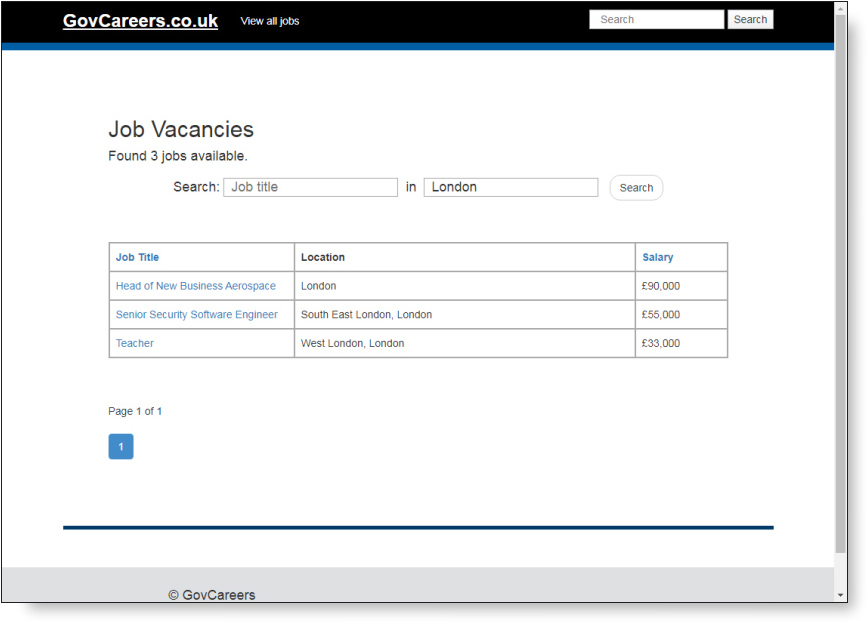 GovCareers.co.uk View all jobs Search Search
Job Vacancies
Found 3 jobs available.
Search: Job title in London Search
Job Title Location Salary
Head of New Business Aerospace London £90,000
Senior Security Software Engineer South East London, London £55,000
Teacher West London, London £33,000
Page 1 of 1
1
© GovCareers